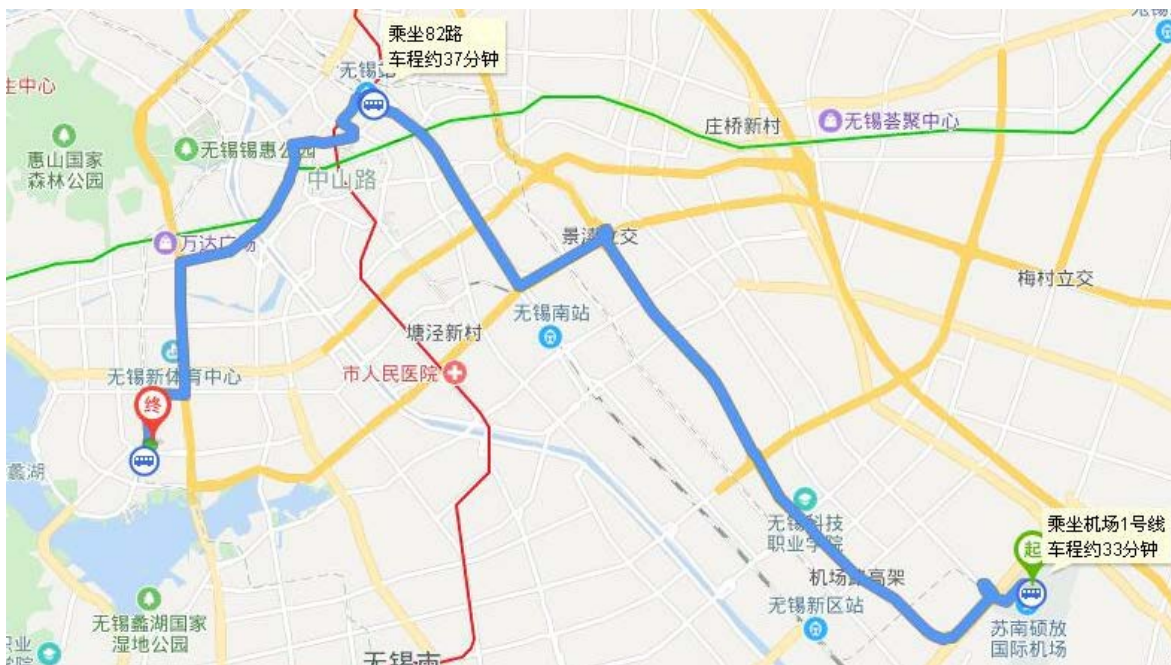 乘坐82路
车程约37分钟
生中心
惠山国家
森林公园
无锡锡惠公园
中山路
庄桥新村
无锡荟聚中心
万达广场
景渎立交
梅村立交
无锡南站
塘泾新村
市人民医院
无锡新体育中心
终
蠡湖
无锡科技
职业学院
乘坐机场1号线
车程约33分钟
起
机场路高架
无锡新区站
苏南硕放
国际机场
无锡蠡湖国家
湿地公园